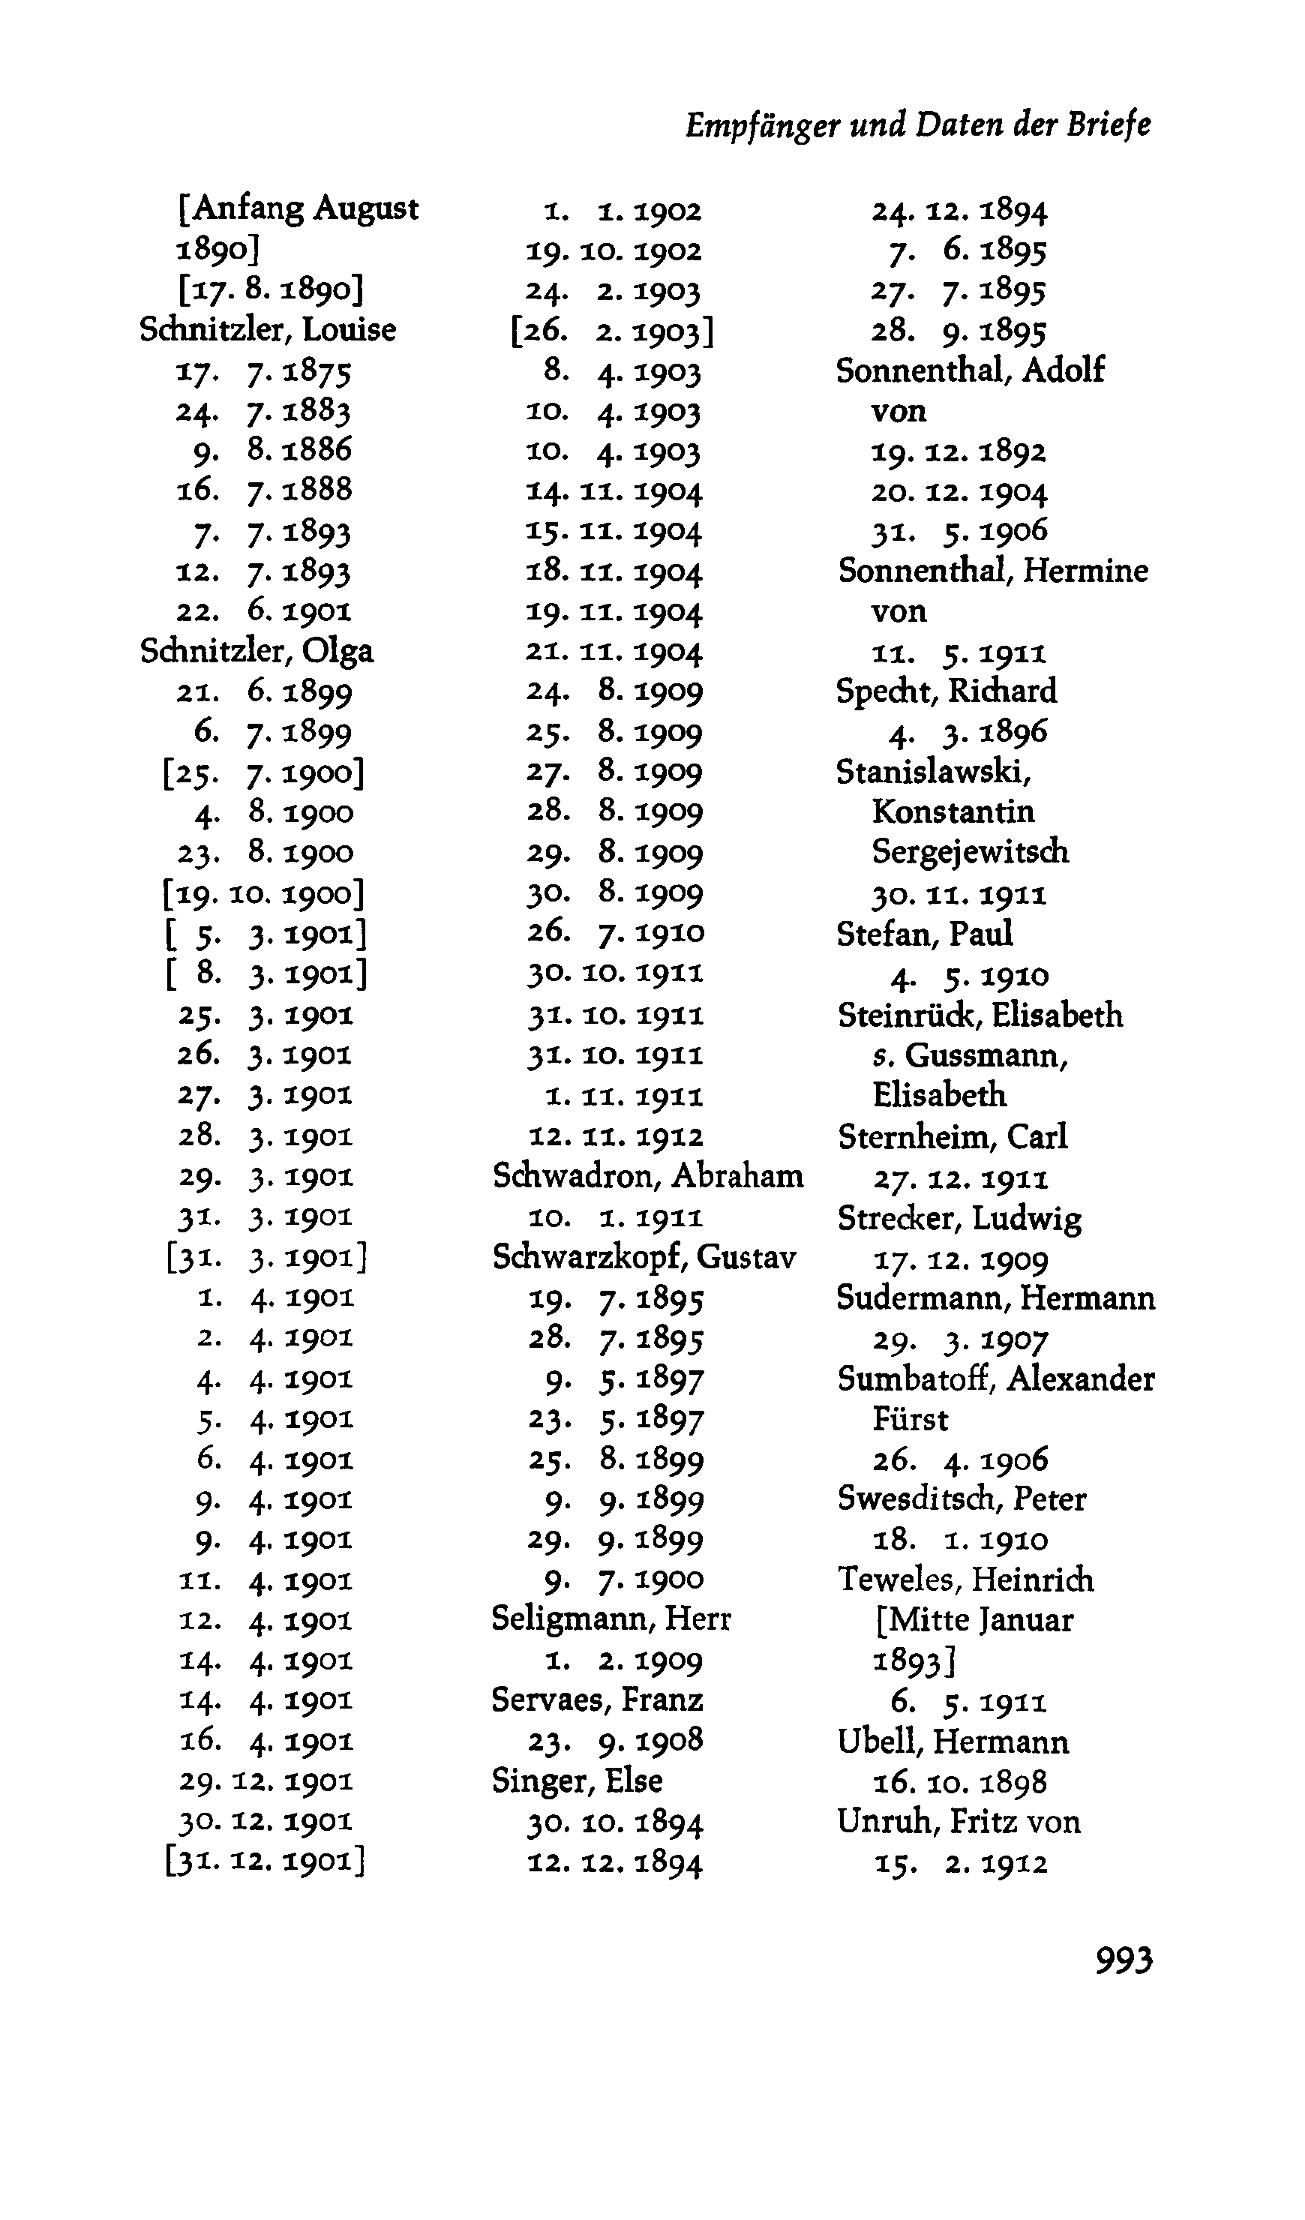 Empfänger und Daten der Briefe
[Anfang August
1890]
[17. 8. 1890]
Schnitzler, Louise
17. 7. 1875
24. 7. 1883
9. 8. 1886
16. 7. 1888
7. 7. 1893
12. 7. 1893
22. 6. 1901
Schnitzler, Olga
21. 6. 1899
6. 7. 1899
[25. 7. 1900]
4. 8. 1900
23. 8. 1900
[19. 10. 1900]
[ 5. 3. 1901]
[ 8. 3. 1901]
25. 3. 1901
26. 3. 1901
27. 3. 1901
28. 3. 1901
29. 3. 1901
31. 3. 1901
[31. 3. 1901]
1. 4. 1901
2. 4. 1901
4. 4. 1901
5. 4. 1901
6. 4. 1901
9. 4. 1901
9. 4. 1901
11. 4. 1901
12. 4. 1901
14. 4. 1901
14. 4. 1901
16. 4. 1901
29. 12. 1901
30. 12. 1901
[31. 12. 1901]
1. 1. 1902
19. 10. 1902
24. 2. 1903
[26. 2. 1903]
8. 4. 1903
10. 4. 1903
10. 4. 1903
14. 11. 1904
15. 11. 1904
18. 11. 1904
19. 11. 1904
21. 11. 1904
24. 8. 1909
25. 8. 1909
27. 8. 1909
28. 8. 1909
29. 8. 1909
30. 8. 1909
26. 7. 1910
30. 10. 1911
31. 10. 1911
31. 10. 1911
1. 11. 1911
12. 11. 1912
Schwadron, Abraham
10. 1. 1911
Schwarzkopf, Gustav
19. 7. 1895
28. 7. 1895
9. 5. 1897
23. 5. 1897
25. 8. 1899
9. 9. 1899
29. 9. 1899
9. 7. 1900
Seligmann, Herr
1. 2. 1909
Servaes, Franz
23. 9. 1908
Singer, Else
30. 10. 1894
12. 12. 1894
24. 12. 1894
7. 6. 1895
27. 7. 1895
28. 9. 1895
Sonnenthal, Adolf
von
19. 12. 1892
20. 12. 1904
31. 5. 1906
Sonnenthal, Hermine
von
11. 5. 1911
Specht, Richard
4. 3. 1896
Stanislawski,
Konstantin
Sergejewitsch
30. 11. 1911
Stefan, Paul
4. 5. 1910
Steinrück, Elisabeth
s. Gussmann,
Elisabeth
Sternheim, Carl
27. 12. 1911
Strecker, Ludwig
17. 12. 1909
Sudermann, Hermann
29. 3. 1907
Sumbatoff, Alexander
Fürst
26. 4. 1906
Swesditsch, Peter
18. 1. 1910
Teweles, Heinrich
[Mitte Januar
1893]
6. 5. 1911
Ubell, Hermann
16. 10. 1898
Unruh, Fritz von
15. 2. 1912
993